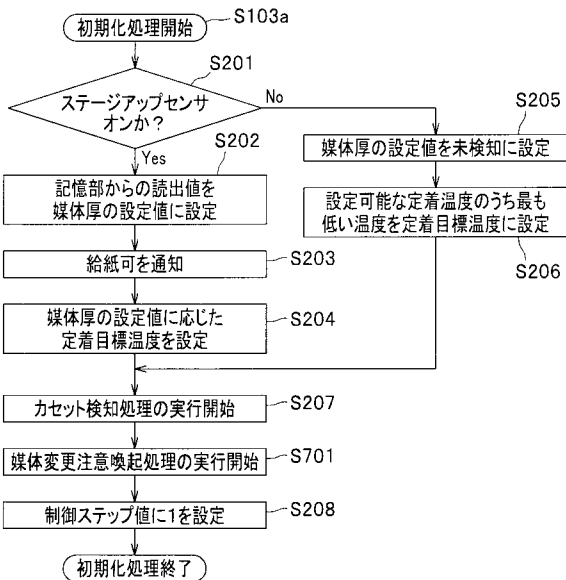 初期化処理開始
S103a
S201
ステージアップセンサ
オンか?
No
Yes
S202
記憶部からの読出値を
媒体厚の設定値に設定
給紙可を通知
S203
媒体厚の設定値に応じた
定着目標温度を設定
S204
S205
媒体厚の設定値を未検知に設定
設定可能な定着温度のうち最も
低い温度を定着目標温度に設定
S206
カセット検知処理の実行開始
S207
媒体変更注意喚起処理の実行開始
S701
制御ステップ値に1を設定
S208
初期化処理終了